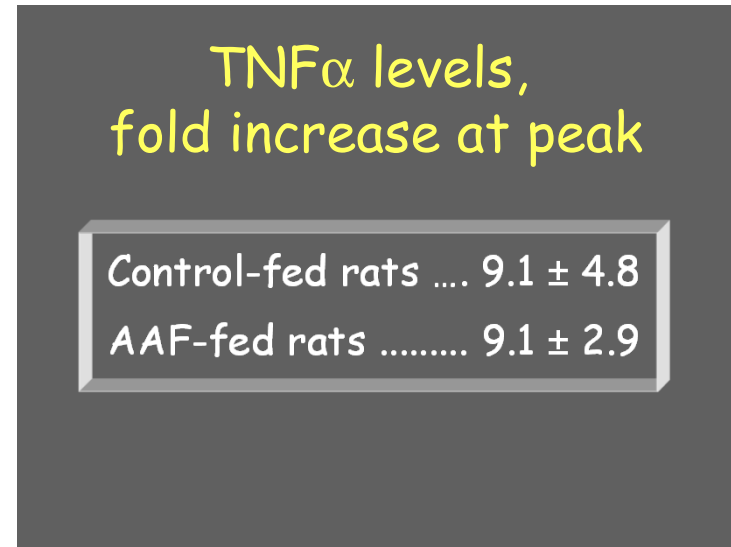 TNFα levels,
fold increase at peak
Control-fed rats .... 9.1 ± 4.8
AAF-fed rats ......... 9.1 ± 2.9